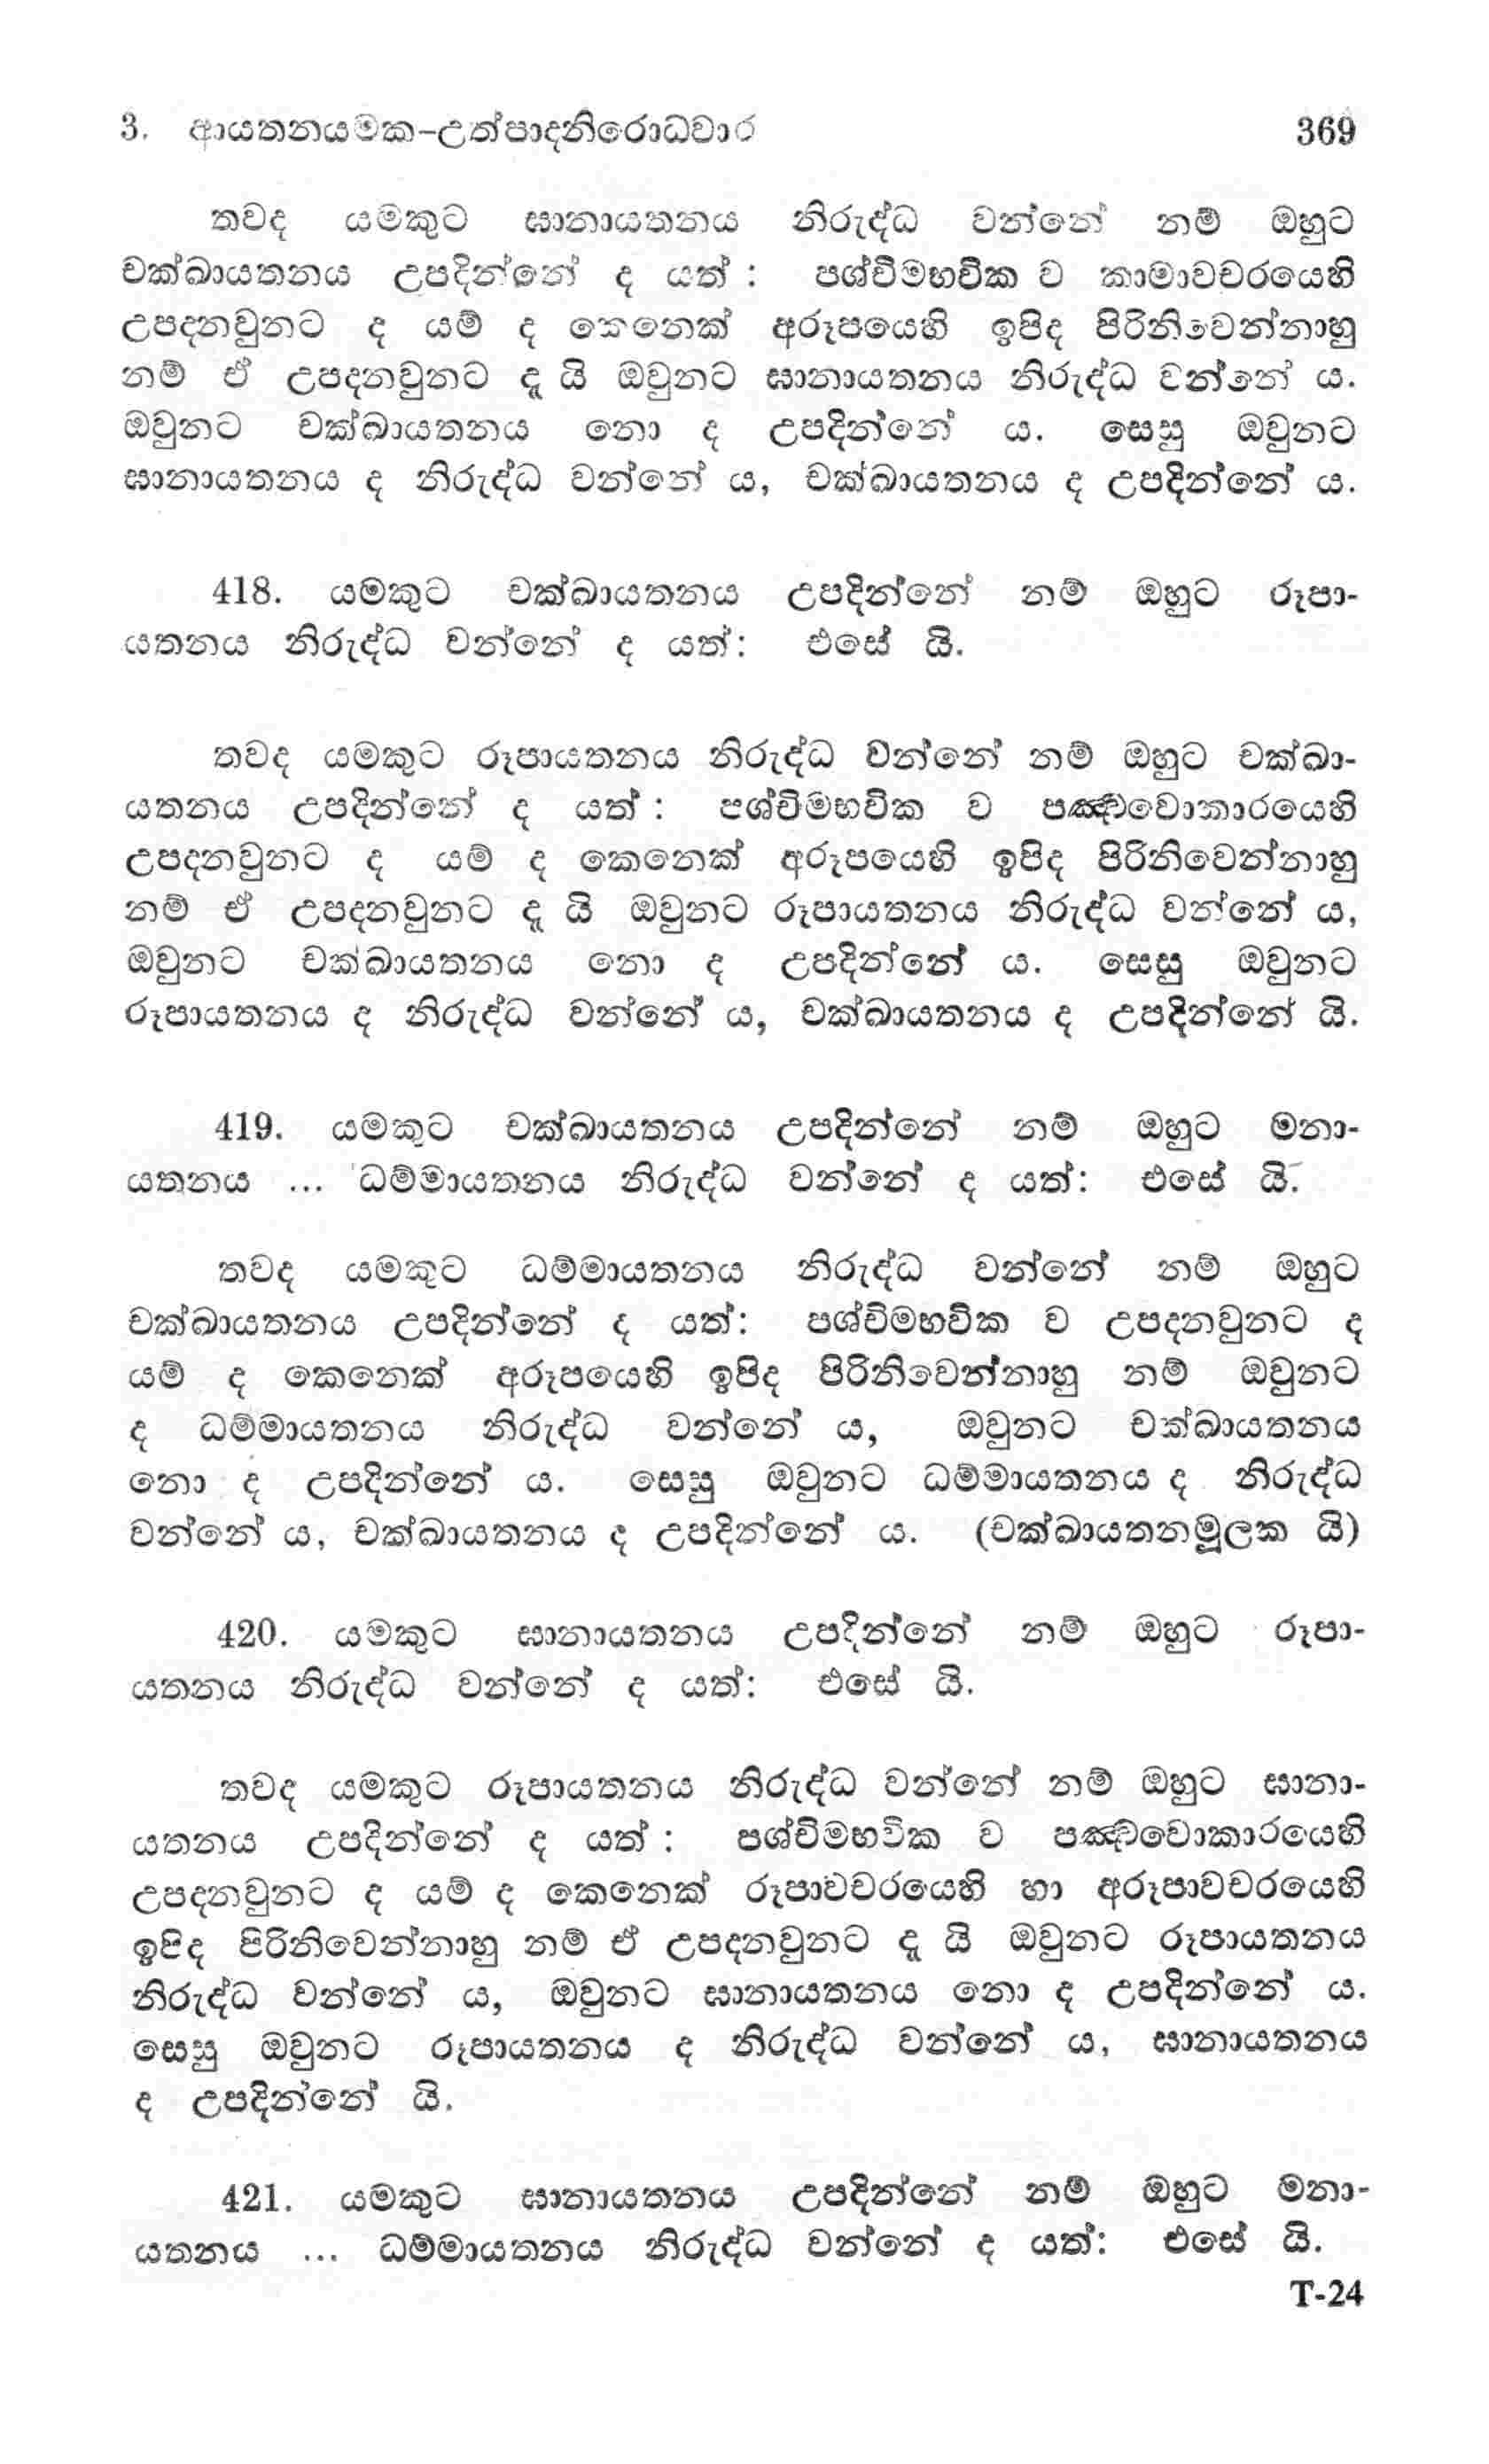 3. ආයතනයමක-උත්පාදනිරොධවාර 369
තවද යමකුට ඝානායතනය නිරුද්ධ වන්නේ නම් ඔහුට
චක්ඛායතනය උපදින්නේ ද යත් : පශ්චිමභවික ව කාමාවචරයෙහි
උපදනවුනට ද යම් ද කෙනෙක් අරූපයෙහි ඉපිද පිරිනිවෙන්නාහු
නම් ඒ උපදනවුනට දූ යි ඔවුනට ඝානායතනය නිරුද්ධ වන්නේ ය.
ඔවුනට චක්ඛායතනය නො ද උපදින්නේ ය. සෙසු ඔවුනට
ඝානායතනය ද නිරුද්ධ වන්නේ ය, චක්ඛායතනය ද උපදින්නේ ය.
418. යමකුට චක්ඛායතනය උපදින්නේ නම් ඔහුට රූපා-
යතනය නිරුද්ධ වන්නේ ද යත්: එසේ යි.
තවද යමකුට රූපායතනය නිරුද්ධ වන්නේ නම් ඔහුට චක්ඛා-
යතනය උපදින්නේ ද යත් : පශ්චිමභවික ව පඤ්චවොකාරයෙහි
උපදනවුනට ද යම් ද කෙනෙක් අරූපයෙහි ඉපිද පිරිනිවෙන්නාහු
නම් ඒ උපදනවුනට දූ යි ඔවුනට රූපායතනය නිරුද්ධ වන්නේ ය,
ඔවුනට චක්ඛායතනය නො ද උපදින්නේ ය. සෙසු ඔවුනට
රූපායතනය ද නිරුද්ධ වන්නේ ය, චක්ඛායතනය ද උපදින්නේ යි.
419. යමකුට චක්ඛායතනය උපදින්නේ නම් ඔහුට මනා-
යතනය ... ධම්මායතනය නිරුද්ධ වන්නේ ද යත්: එසේ යි.
තවද යමකුට ධම්මායතනය නිරුද්ධ වන්නේ නම් ඔහුට
චක්ඛායතනය උපදින්නේ ද යත්: පශ්චිමභවික ව උපදනවුනට ද
යම් ද කෙනෙක් අරූපයෙහි ඉපිද පිරිනිවෙන්නාහු නම් ඔවුනට
ද ධම්මායතනය නිරුද්ධ වන්නේ ය, ඔවුනට චක්ඛායතනය
නො ද උපදින්නේ ය. සෙසු ඔවුනට ධම්මායතනය ද නිරුද්ධ
වන්නේ ය, චක්ඛායතනය ද උපදින්නේ ය. (චක්ඛායතනමූලක යි)
420. යමකුට ඝානායතනය උපදින්නේ නම් ඔහුට රූපා-
යතනය නිරුද්ධ වන්නේ ද යත්: එසේ යි.
තවද යමකුට රූපායතනය නිරුද්ධ වන්නේ නම් ඔහුට ඝානා-
යතනය උපදින්නේ ද යත් : පශ්චිමභවික ව පඤ්චවොකාරයෙහි
උපදනවුනට ද යම් ද කෙනෙක් රූපාවචරයෙහි හා අරූපාවචරයෙහි
ඉපිද පිරිනිවෙන්නාහු නම් ඒ උපදනවුනට දූ යි ඔවුනට රූපායතනය
නිරුද්ධ වන්නේ ය, ඔවුනට ඝානායතනය නො ද උපදින්නේ ය.
සෙසු ඔවුනට රූපායතනය ද නිරුද්ධ වන්නේ ය, ඝානායතනය
ද උපදින්නේ යි.
421. යමකුට ඝානායතනය උපදින්නේ නම් ඔහුට මනා-
යතනය ... ධම්මායතනය නිරුද්ධ වන්නේ ද යත්: එසේ යි.
T-24